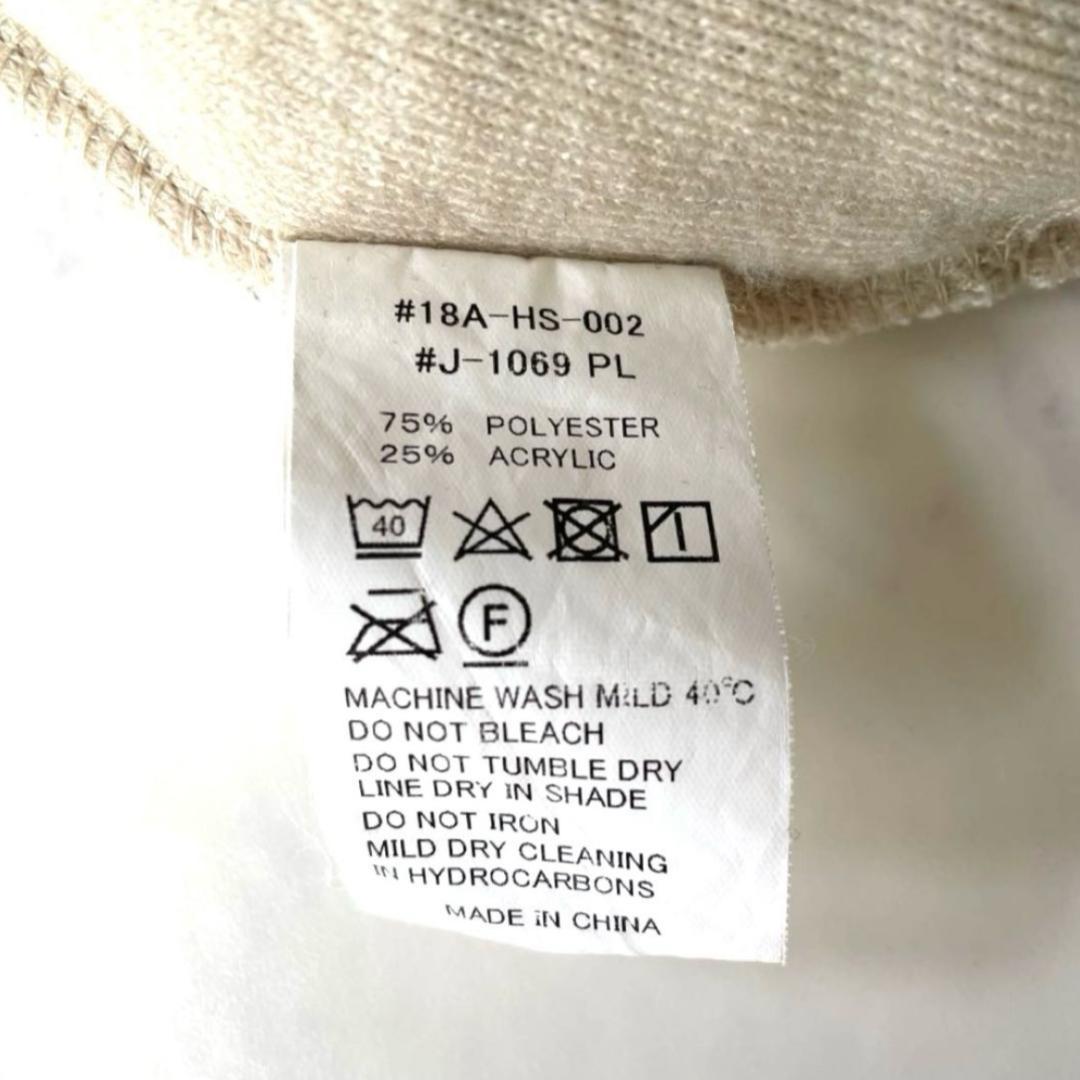 #18A-HS-002
#J-1069 PL
75% POLYESTER
25% ACRYLIC
40
F
MACHINE WASH MILD 40°C
DO NOT BLEACH
DO NOT TUMBLE DRY
LINE DRY IN SHADE
DO NOT IRON
MILD DRY CLEANING
IN HYDROCARBONS
MADE IN CHINA